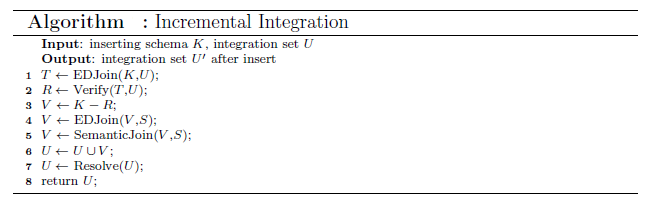 Algorithm : Incremental Integration
Input: inserting schema K, integration set U
Output: integration set U′ after insert
1 T ← EDJoin(K,U);
2 R ← Verify(T,U);
3 V ← K − R;
4 V ← EDJoin(V,S);
5 V ← SemanticJoin(V,S);
6 U ← U ∪ V;
7 U ← Resolve(U);
8 return U;